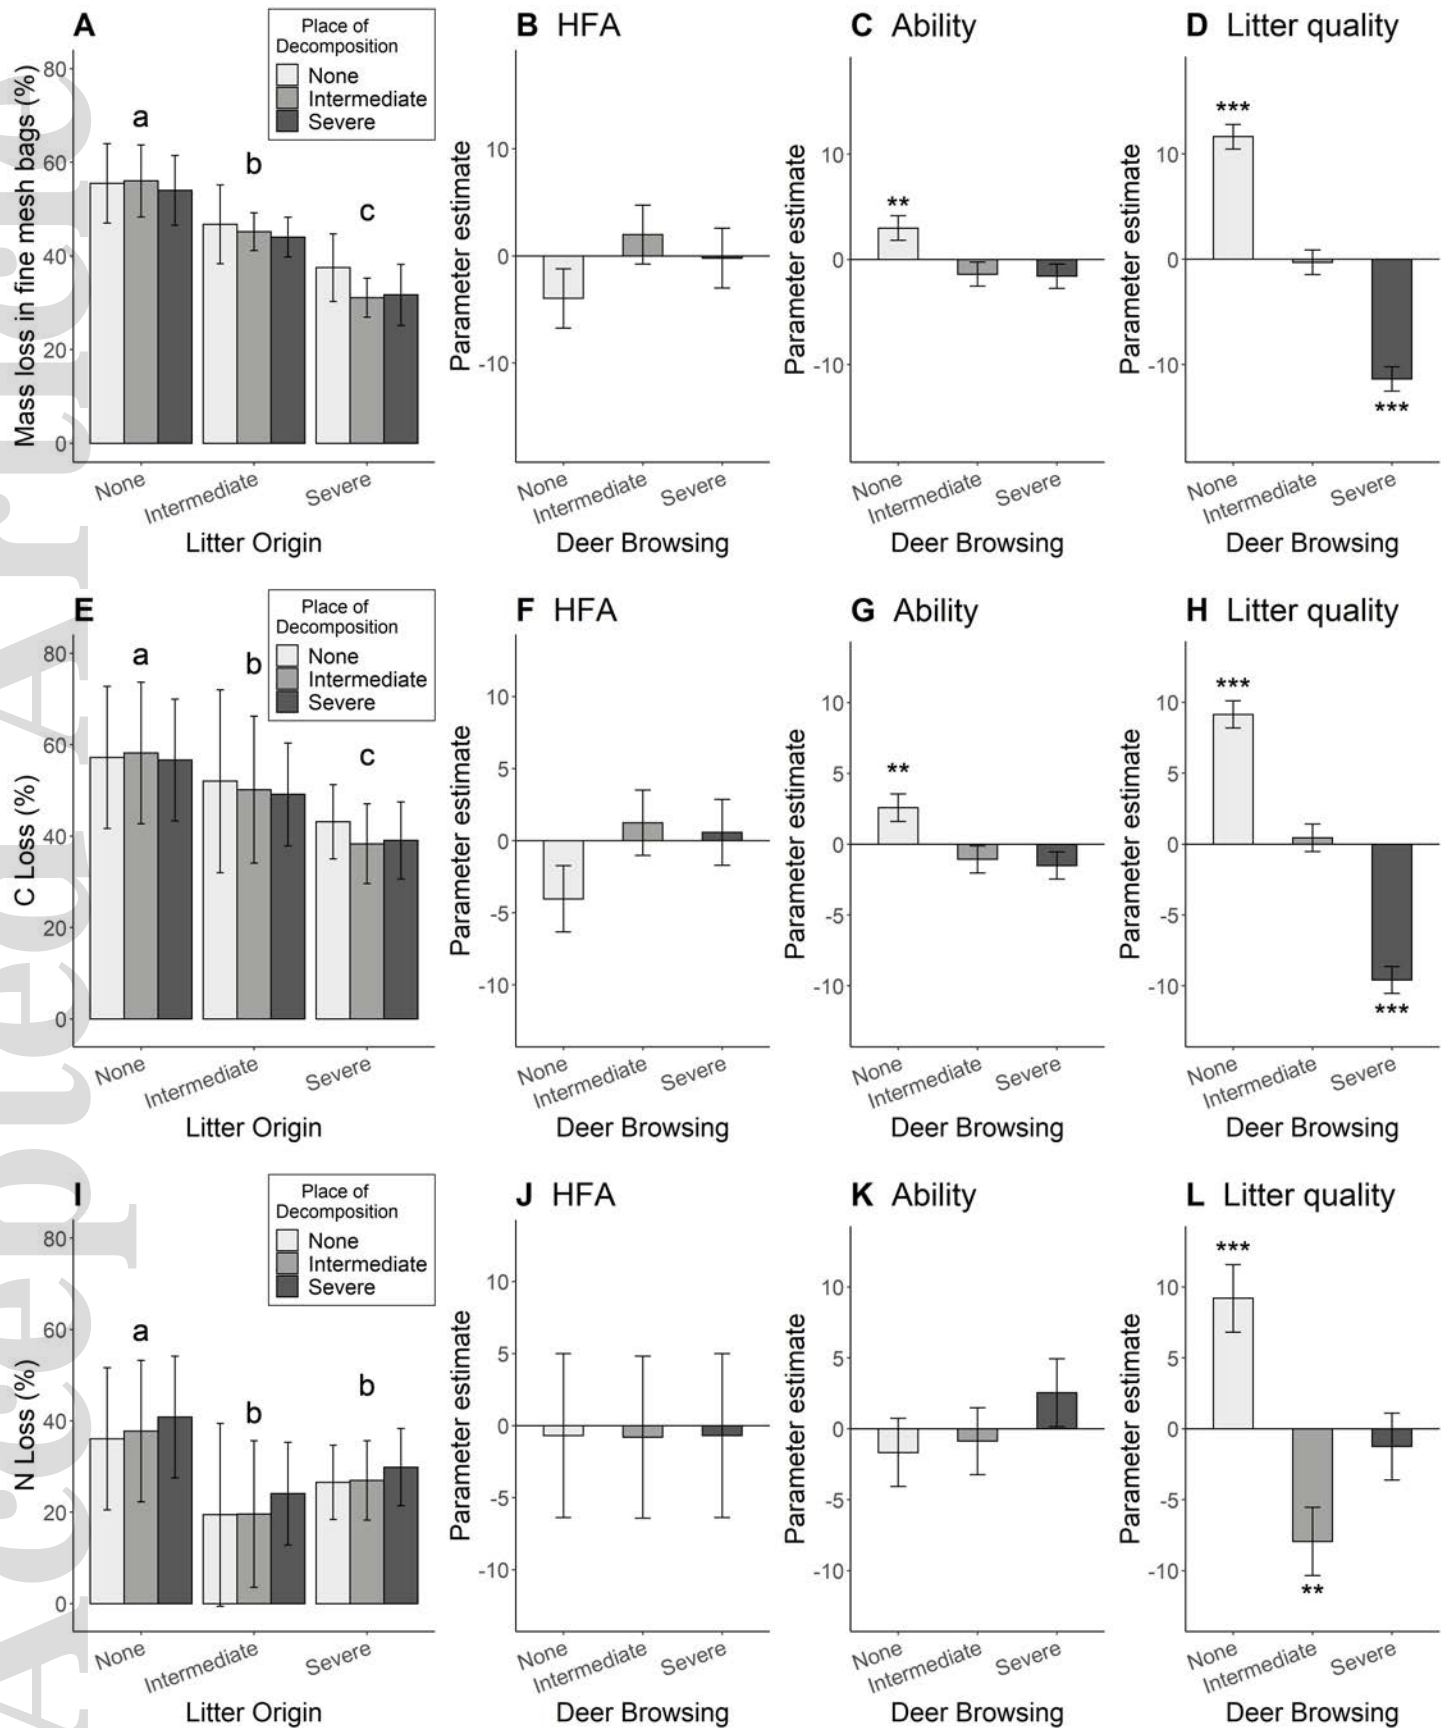 A
Place of
Decomposition
None
Intermediate
Severe
a
b
c
80
60
40
20
0
Mass loss in fine mesh bags (%)
None
Intermediate
Severe
Litter Origin
B HFA
10
0
-10
Parameter estimate
None
Intermediate
Severe
Deer Browsing
C Ability
**
10
0
-10
Parameter estimate
None
Intermediate
Severe
Deer Browsing
D Litter quality
***
***
10
0
-10
Parameter estimate
None
Intermediate
Severe
Deer Browsing
E
Place of
Decomposition
None
Intermediate
Severe
a
b
c
80
60
40
20
0
C Loss (%)
None
Intermediate
Severe
Litter Origin
F HFA
10
5
0
-5
-10
Parameter estimate
None
Intermediate
Severe
Deer Browsing
G Ability
**
10
5
0
-5
-10
Parameter estimate
None
Intermediate
Severe
Deer Browsing
H Litter quality
***
***
10
5
0
-5
-10
Parameter estimate
None
Intermediate
Severe
Deer Browsing
I
Place of
Decomposition
None
Intermediate
Severe
a
b
b
80
60
40
20
0
N Loss (%)
None
Intermediate
Severe
Litter Origin
J HFA
10
5
0
-5
-10
Parameter estimate
None
Intermediate
Severe
Deer Browsing
K Ability
10
5
0
-5
-10
Parameter estimate
None
Intermediate
Severe
Deer Browsing
L Litter quality
***
**
10
5
0
-5
-10
Parameter estimate
None
Intermediate
Severe
Deer Browsing
Accepted Article